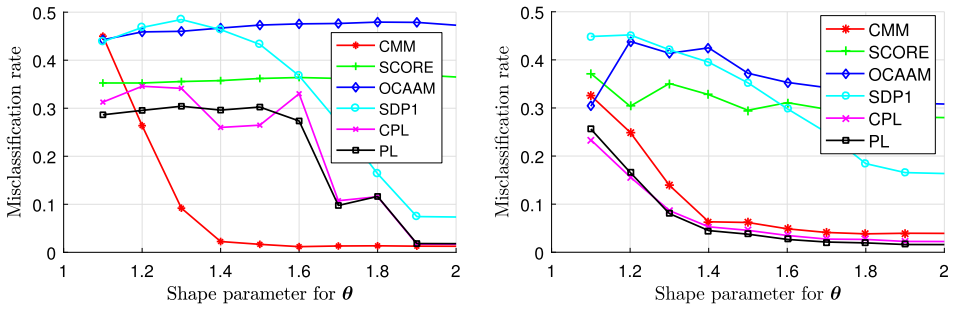 Misclassification rate
0.5
0.4
0.3
0.2
0.1
0
1
1.2
1.4
1.6
1.8
2
Shape parameter for θ
CMM
SCORE
OCAAM
SDP1
CPL
PL
Misclassification rate
0.5
0.4
0.3
0.2
0.1
0
1
1.2
1.4
1.6
1.8
2
Shape parameter for θ
CMM
SCORE
OCAAM
SDP1
CPL
PL